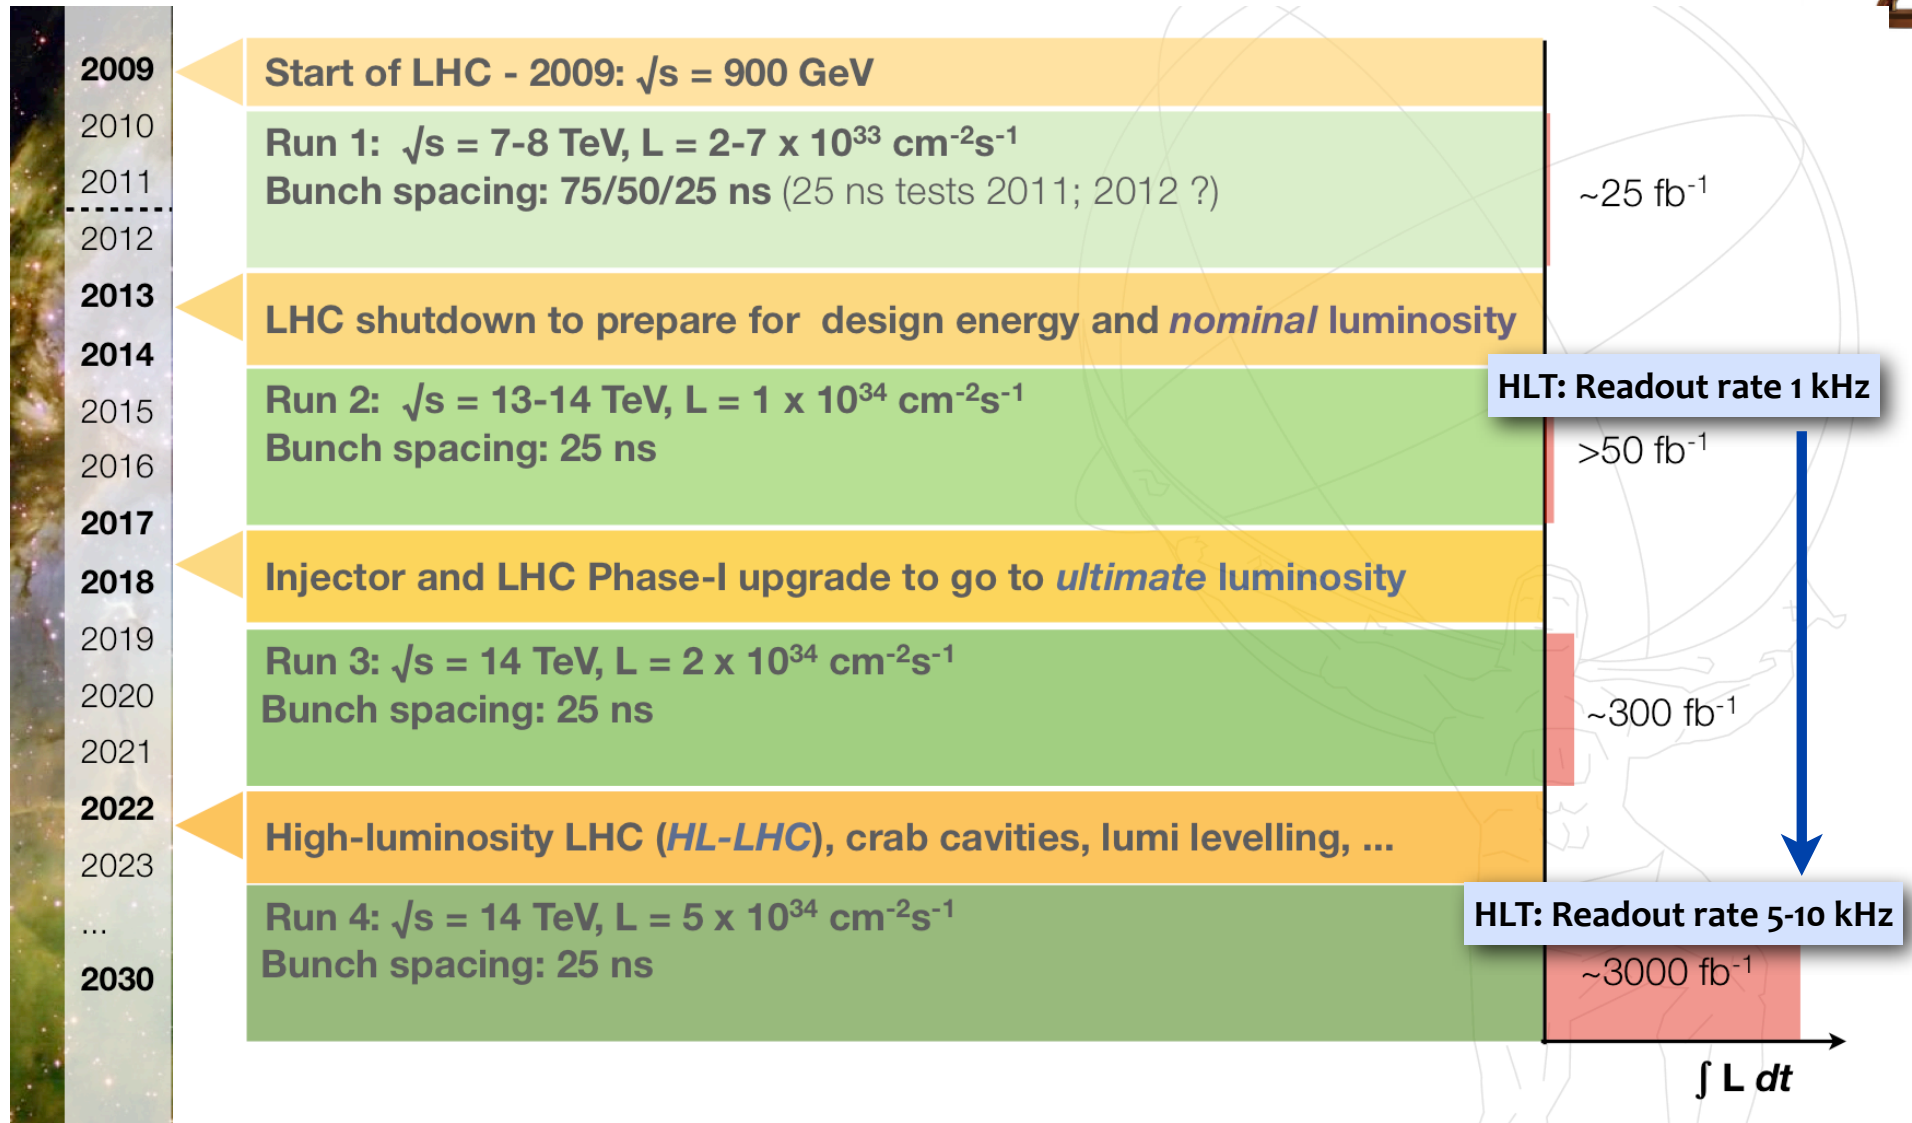 2009
Start of LHC - 2009: √s = 900 GeV
2010
2011
2012
Run 1: √s = 7-8 TeV, L = 2-7 x 10³³ cm⁻²s⁻¹
Bunch spacing: 75/50/25 ns (25 ns tests 2011; 2012 ?)
~25 fb⁻¹
2013
2014
LHC shutdown to prepare for design energy and nominal luminosity
HLT: Readout rate 1 kHz
2015
2016
Run 2: √s = 13-14 TeV, L = 1 x 10³⁴ cm⁻²s⁻¹
Bunch spacing: 25 ns
>50 fb⁻¹
2017
2018
Injector and LHC Phase-I upgrade to go to ultimate luminosity
2019
2020
2021
Run 3: √s = 14 TeV, L = 2 x 10³⁴ cm⁻²s⁻¹
Bunch spacing: 25 ns
~300 fb⁻¹
2022
2023
High-luminosity LHC (HL-LHC), crab cavities, lumi levelling, ...
...
2030
Run 4: √s = 14 TeV, L = 5 x 10³⁴ cm⁻²s⁻¹
Bunch spacing: 25 ns
HLT: Readout rate 5-10 kHz
~3000 fb⁻¹
∫ L dt